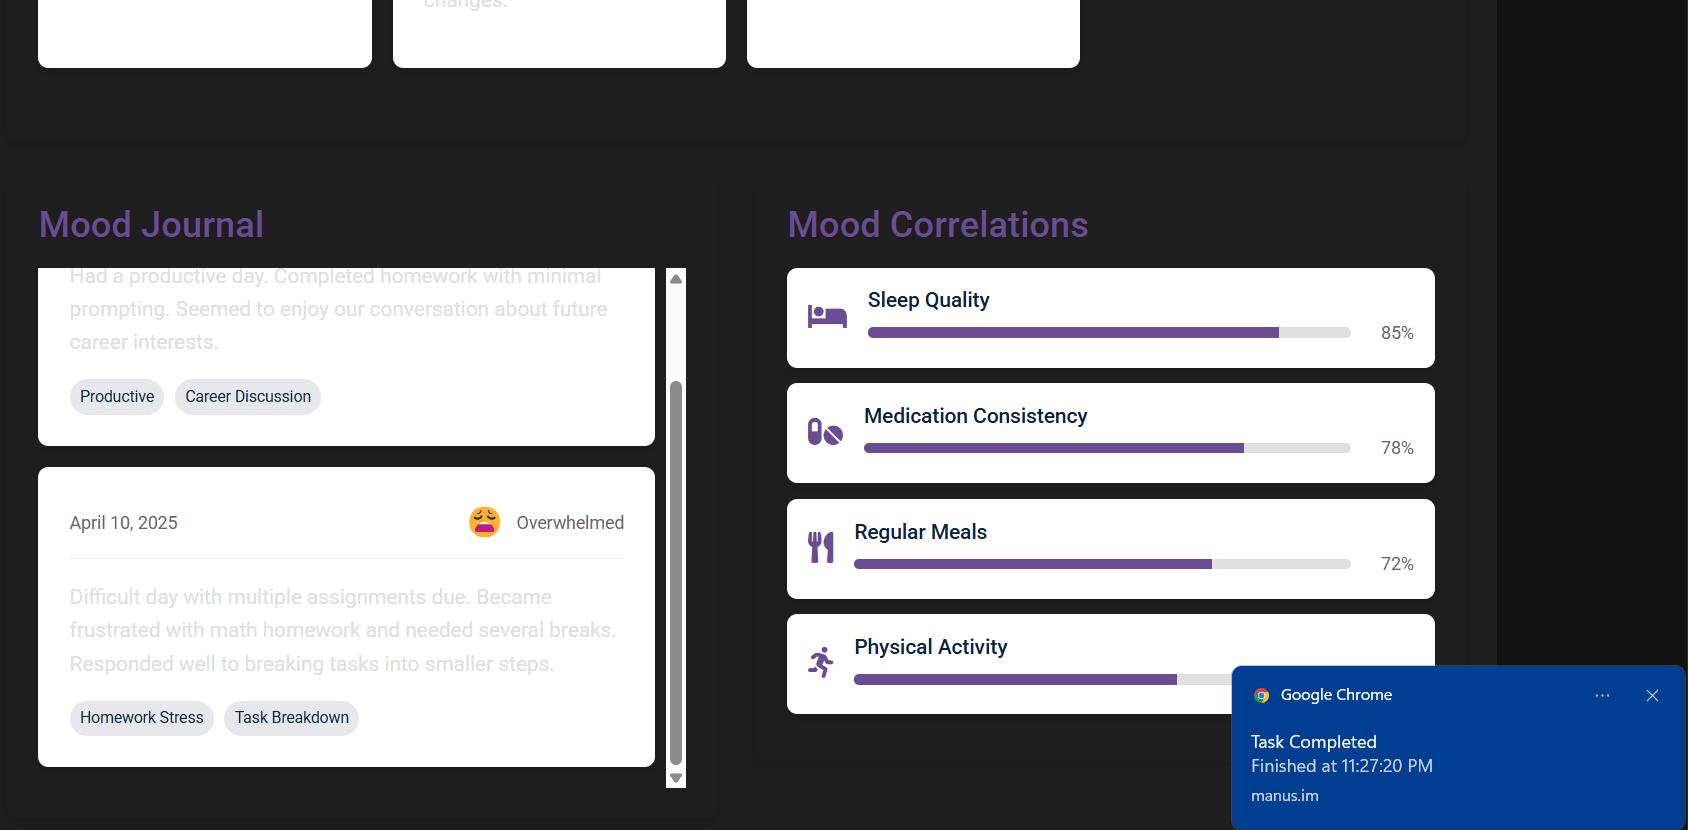 changes.
Mood Journal
Had a productive day. Completed homework with minimal
prompting. Seemed to enjoy our conversation about future
career interests.
Productive
Career Discussion
April 10, 2025
Overwhelmed
Difficult day with multiple assignments due. Became
frustrated with math homework and needed several breaks.
Responded well to breaking tasks into smaller steps.
Homework Stress
Task Breakdown
Mood Correlations
Sleep Quality
85%
Medication Consistency
78%
Regular Meals
72%
Physical Activity
Google Chrome
Task Completed
Finished at 11:27:20 PM
manus.im